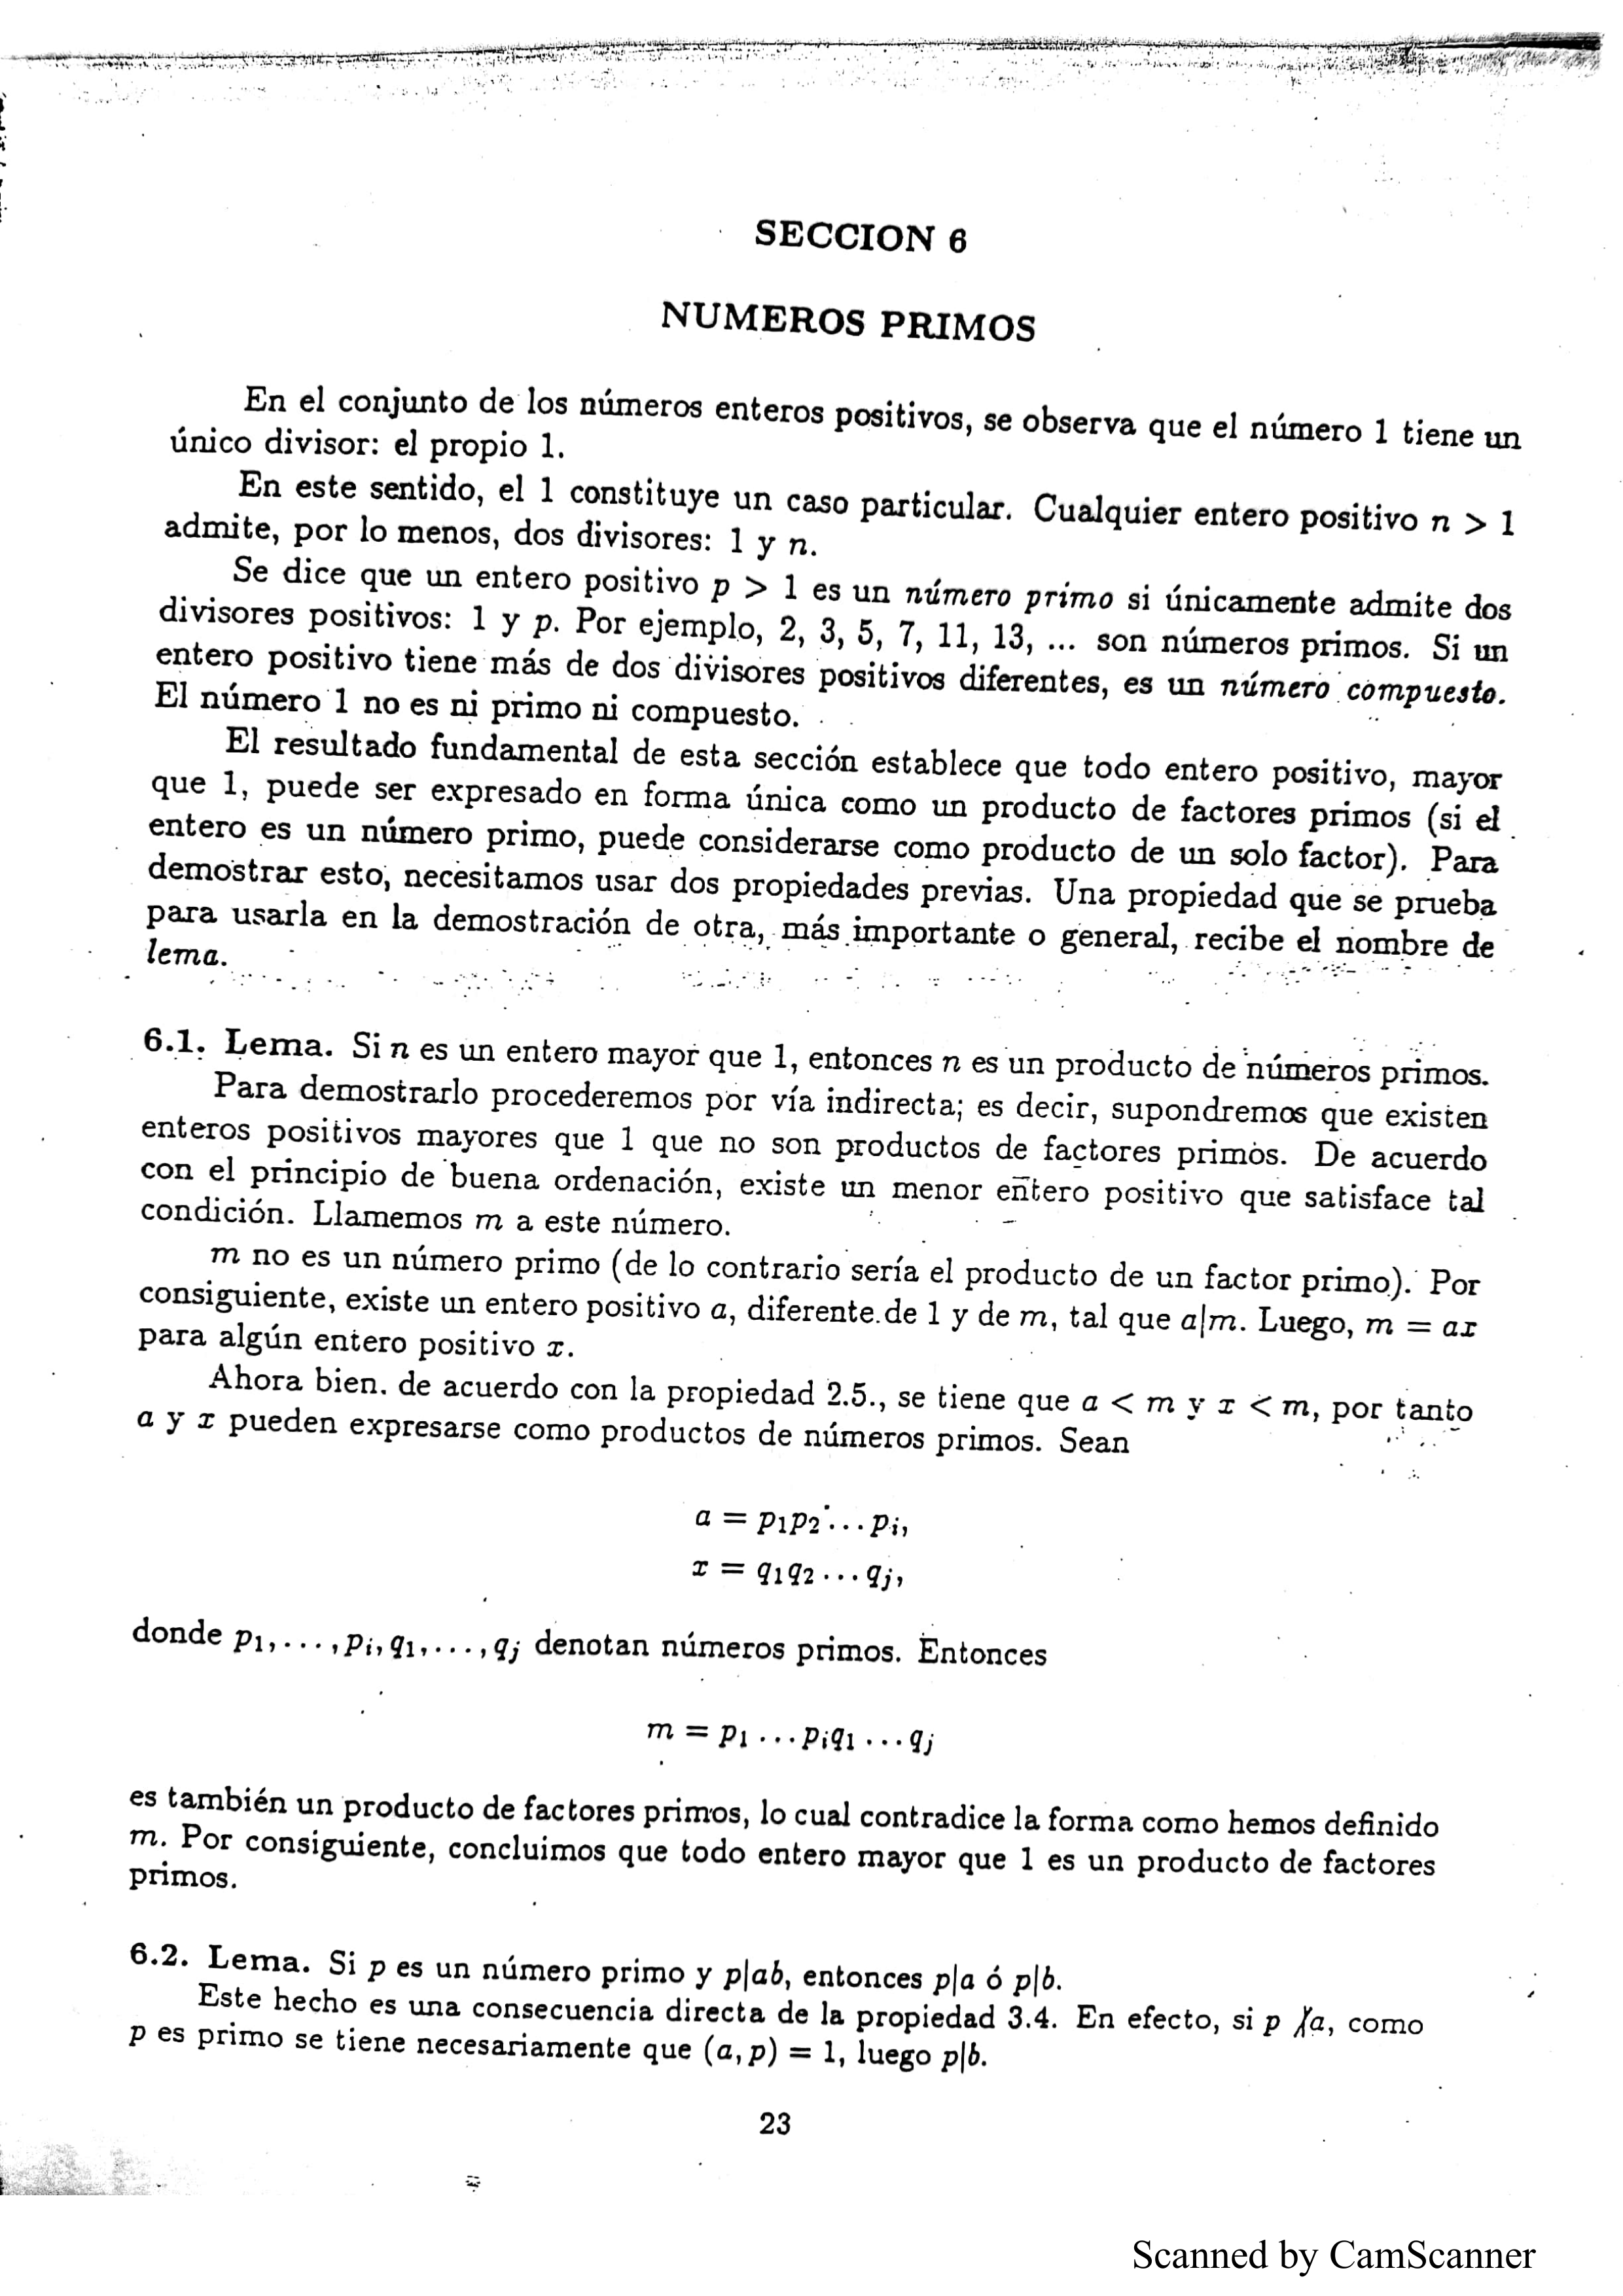 SECCION 6
NUMEROS PRIMOS
En el conjunto de los números enteros positivos, se observa que el número 1 tiene un
único divisor: el propio 1.
En este sentido, el 1 constituye un caso particular. Cualquier entero positivo n > 1
admite, por lo menos, dos divisores: 1 y n.
Se dice que un entero positivo p > 1 es un número primo si únicamente admite dos
divisores positivos: 1 y p. Por ejemplo, 2, 3, 5, 7, 11, 13, ... son números primos. Si un
entero positivo tiene más de dos divisores positivos diferentes, es un número compuesto.
El número 1 no es ni primo ni compuesto.
El resultado fundamental de esta sección establece que todo entero positivo, mayor
que 1, puede ser expresado en forma única como un producto de factores primos (si el
entero es un número primo, puede considerarse como producto de un solo factor). Para
demostrar esto, necesitamos usar dos propiedades previas. Una propiedad que se prueba
para usarla en la demostración de otra, más importante o general, recibe el nombre de
lema.
6.1. Lema. Si n es un entero mayor que 1, entonces n es un producto de números primos.
Para demostrarlo procederemos por vía indirecta; es decir, supondremos que existen
enteros positivos mayores que 1 que no son productos de factores primos. De acuerdo
con el principio de buena ordenación, existe un menor entero positivo que satisface tal
condición. Llamemos m a este número.
m no es un número primo (de lo contrario sería el producto de un factor primo). Por
consiguiente, existe un entero positivo a, diferente de 1 y de m, tal que a|m. Luego, m = ax
para algún entero positivo x.
Ahora bien. de acuerdo con la propiedad 2.5., se tiene que a < m y x < m, por tanto
a y x pueden expresarse como productos de números primos. Sean
a = p₁p₂ ... pᵢ,
x = q₁q₂ ... qⱼ,
donde p₁, ... , pᵢ, q₁, ... , qⱼ denotan números primos. Entonces
m = p₁ ... pᵢq₁ ... qⱼ
es también un producto de factores primos, lo cual contradice la forma como hemos definido
m. Por consiguiente, concluimos que todo entero mayor que 1 es un producto de factores
primos.
6.2. Lema. Si p es un número primo y p|ab, entonces p|a ó p|b.
Este hecho es una consecuencia directa de la propiedad 3.4. En efecto, si p ∤a, como
p es primo se tiene necesariamente que (a, p) = 1, luego p|b.
23
Scanned by CamScanner